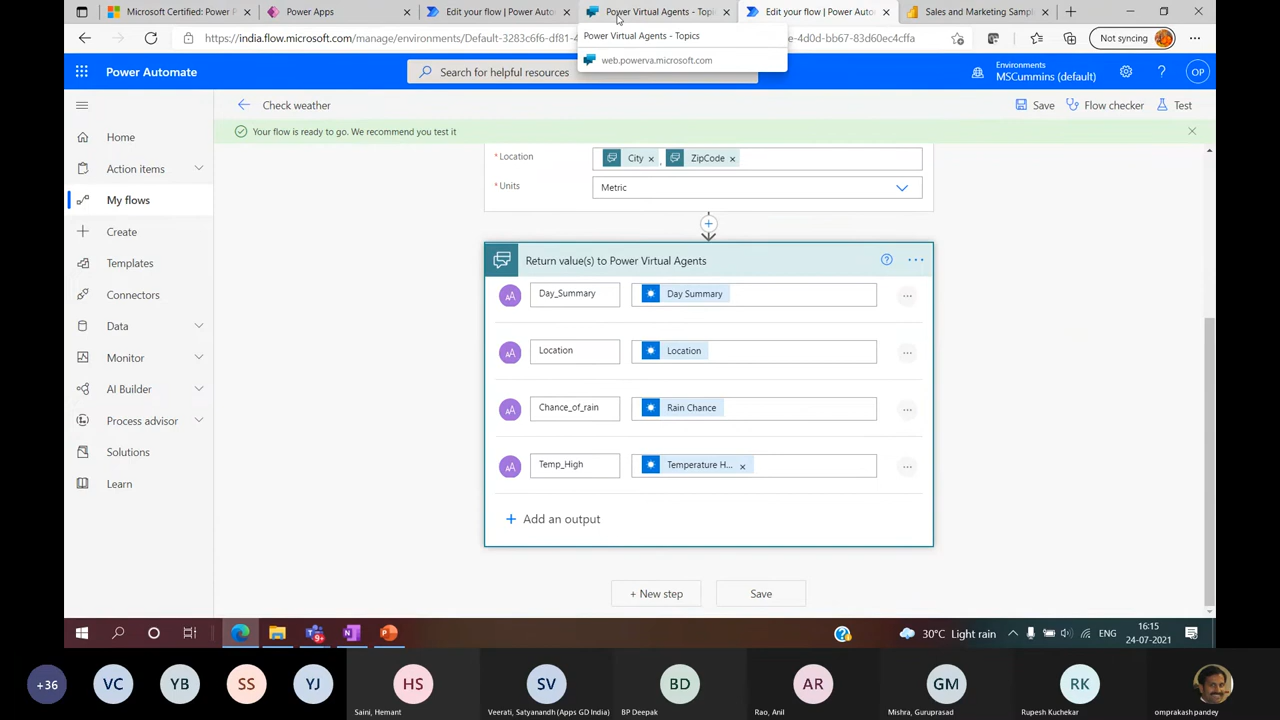 Microsoft Certified: Power P
Power Apps
Edit your flow | Power Autom
Power Virtual Agents - Topic
Edit your flow | Power Auto
Sales and Marketing Sampl
https://india.flow.microsoft.com/manage/environments/Default-3283c6f6-df81-4
e-4d0d-bb67-83d60ec4cffa
Not syncing
Power Virtual Agents - Topics
web.powerva.microsoft.com
Power Automate
Search for helpful resources
Environments
MSCummins (default)
OP
Check weather
Save
Flow checker
Test
Your flow is ready to go. We recommend you test it
Home
Action items
My flows
Create
Templates
Connectors
Data
Monitor
AI Builder
Process advisor
Solutions
Learn
* Location
City
,
ZipCode
* Units
Metric
Return value(s) to Power Virtual Agents
Day_Summary
Day Summary
Location
Location
Chance_of_rain
Rain Chance
Temp_High
Temperature H...
+ Add an output
+ New step
Save
30°C Light rain
ENG
16:15
24-07-2021
+36
VC
YB
SS
YJ
HS
SV
BD
AR
GM
RK
Saini, Hemant
Veerati, Satyanandh (Apps GD India)
BP Deepak
Rao, Anil
Mishra, Guruprasad
Rupesh Kuchekar
omprakash pandey